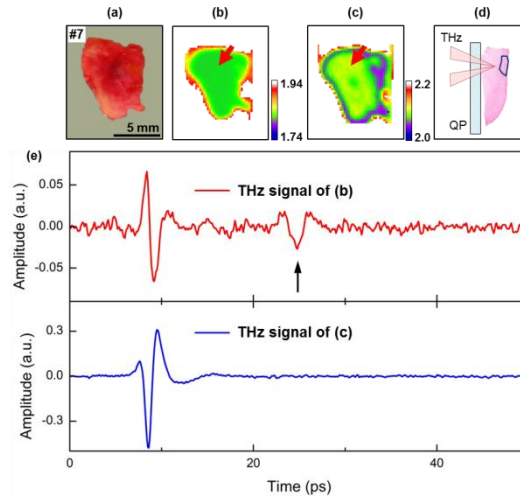 (a) (b) (c) (d)
#7
5 mm
1.94
1.74
2.2
2.0
THz
QP
(e)
Amplitude (a.u.)
0.05
0.00
-0.05
THz signal of (b)
Amplitude (a.u.)
0.3
0.0
-0.3
THz signal of (c)
0 20 40
Time (ps)